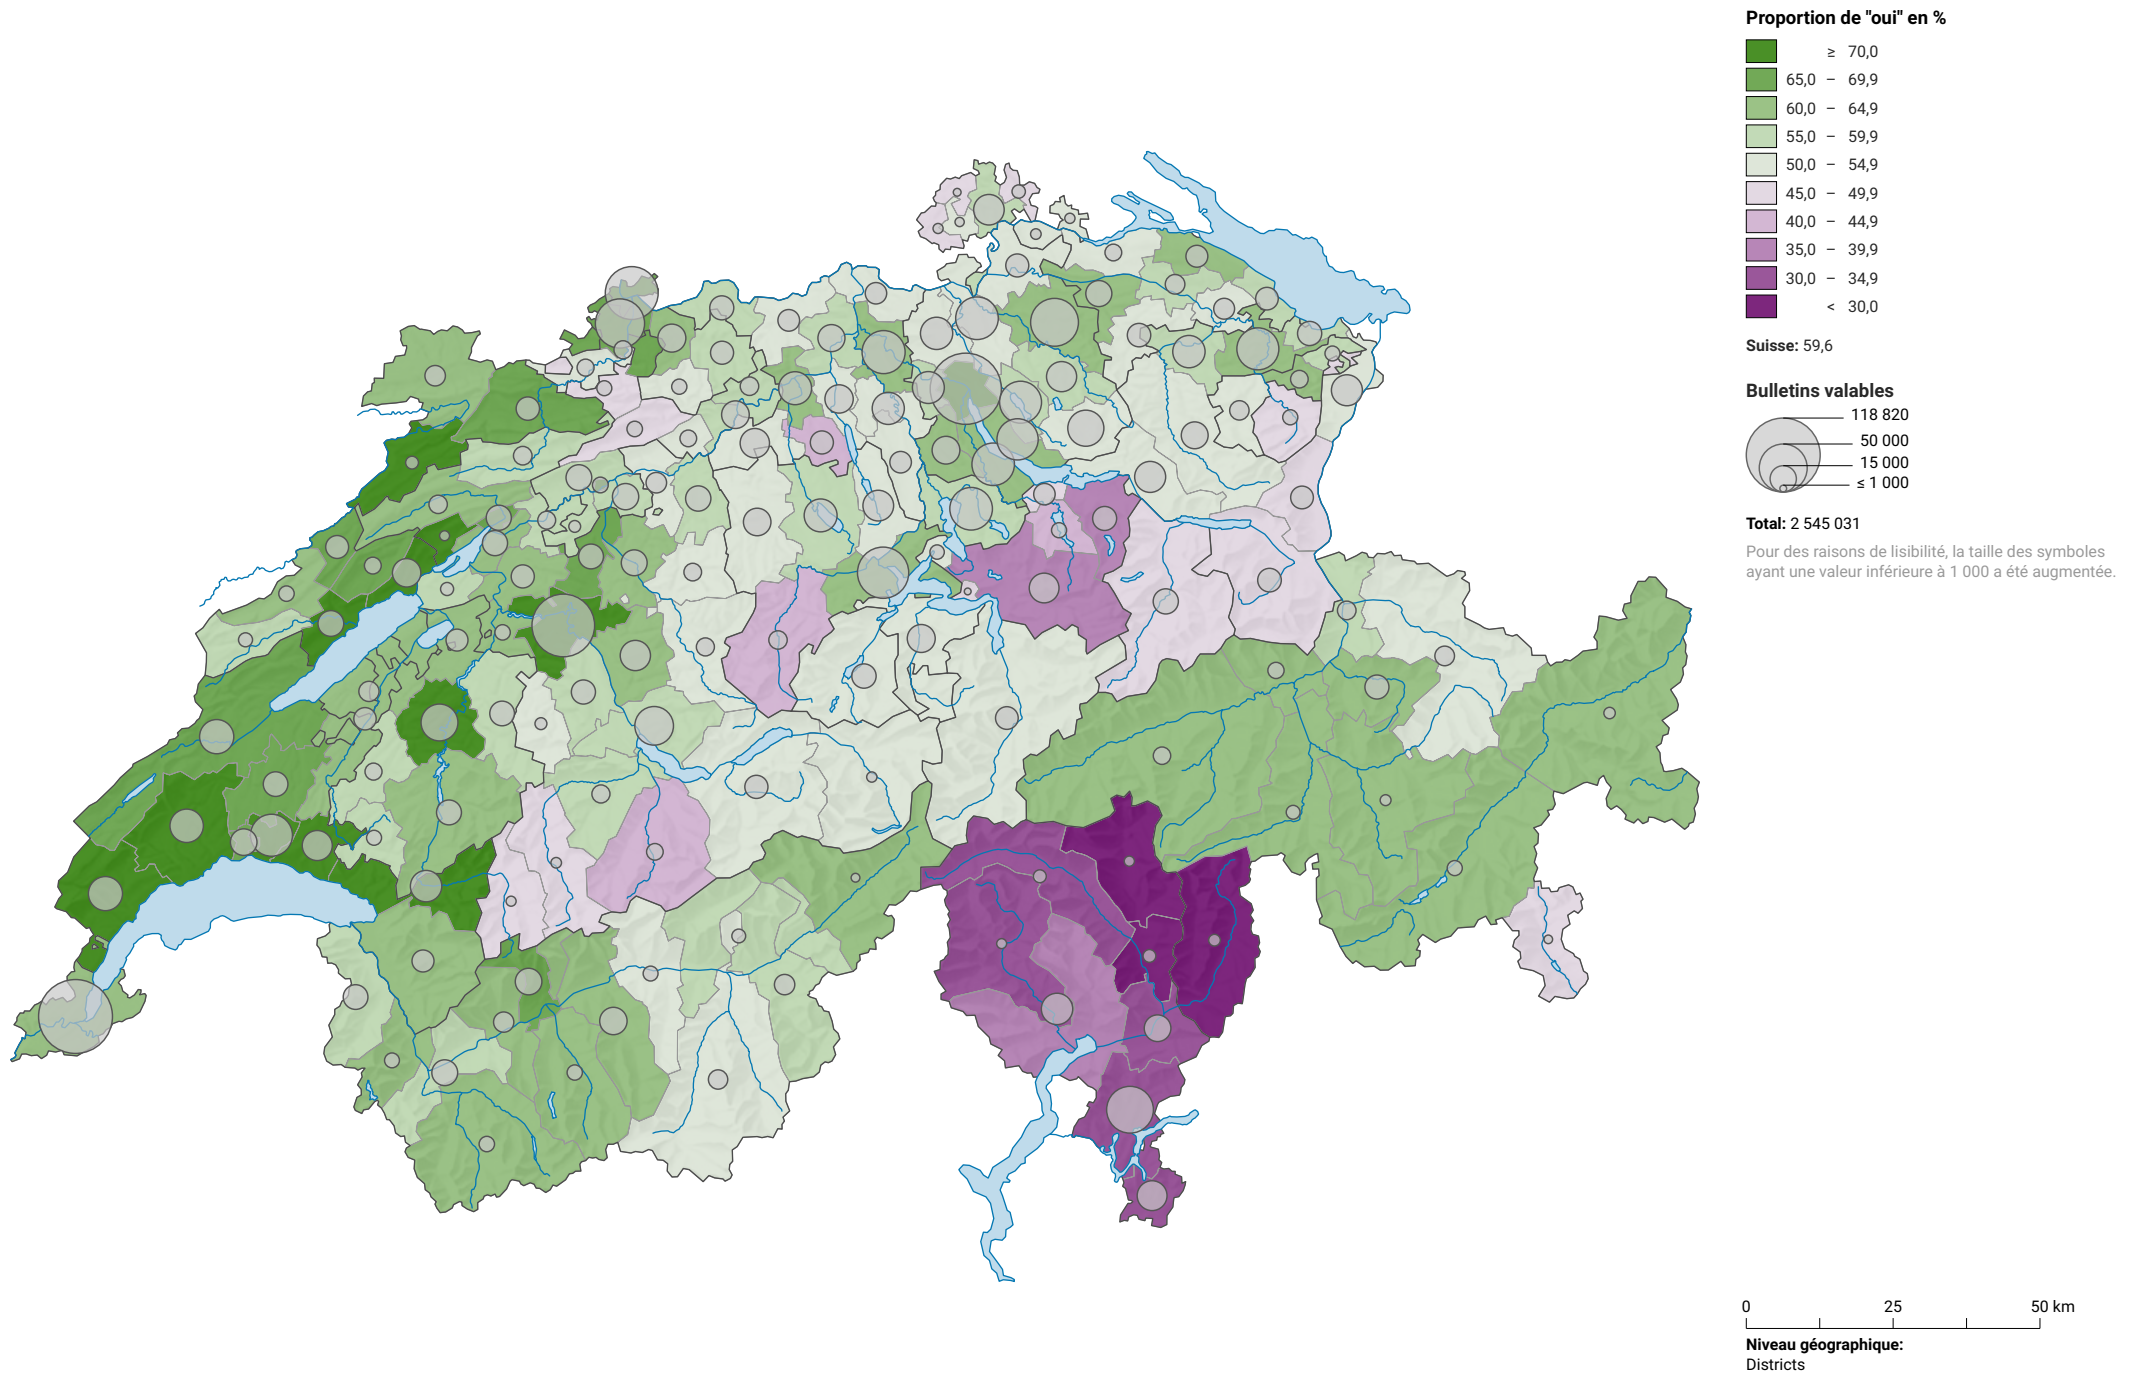 Proportion de "oui" en %
≥ 70,0
65,0 – 69,9
60,0 – 64,9
55,0 – 59,9
50,0 – 54,9
45,0 – 49,9
40,0 – 44,9
35,0 – 39,9
30,0 – 34,9
< 30,0
Suisse: 59,6
Bulletins valables
118 820
50 000
15 000
≤ 1 000
Total: 2 545 031
Pour des raisons de lisibilité, la taille des symboles
ayant une valeur inférieure à 1 000 a été augmentée.
0 25 50 km
Niveau géographique:
Districts